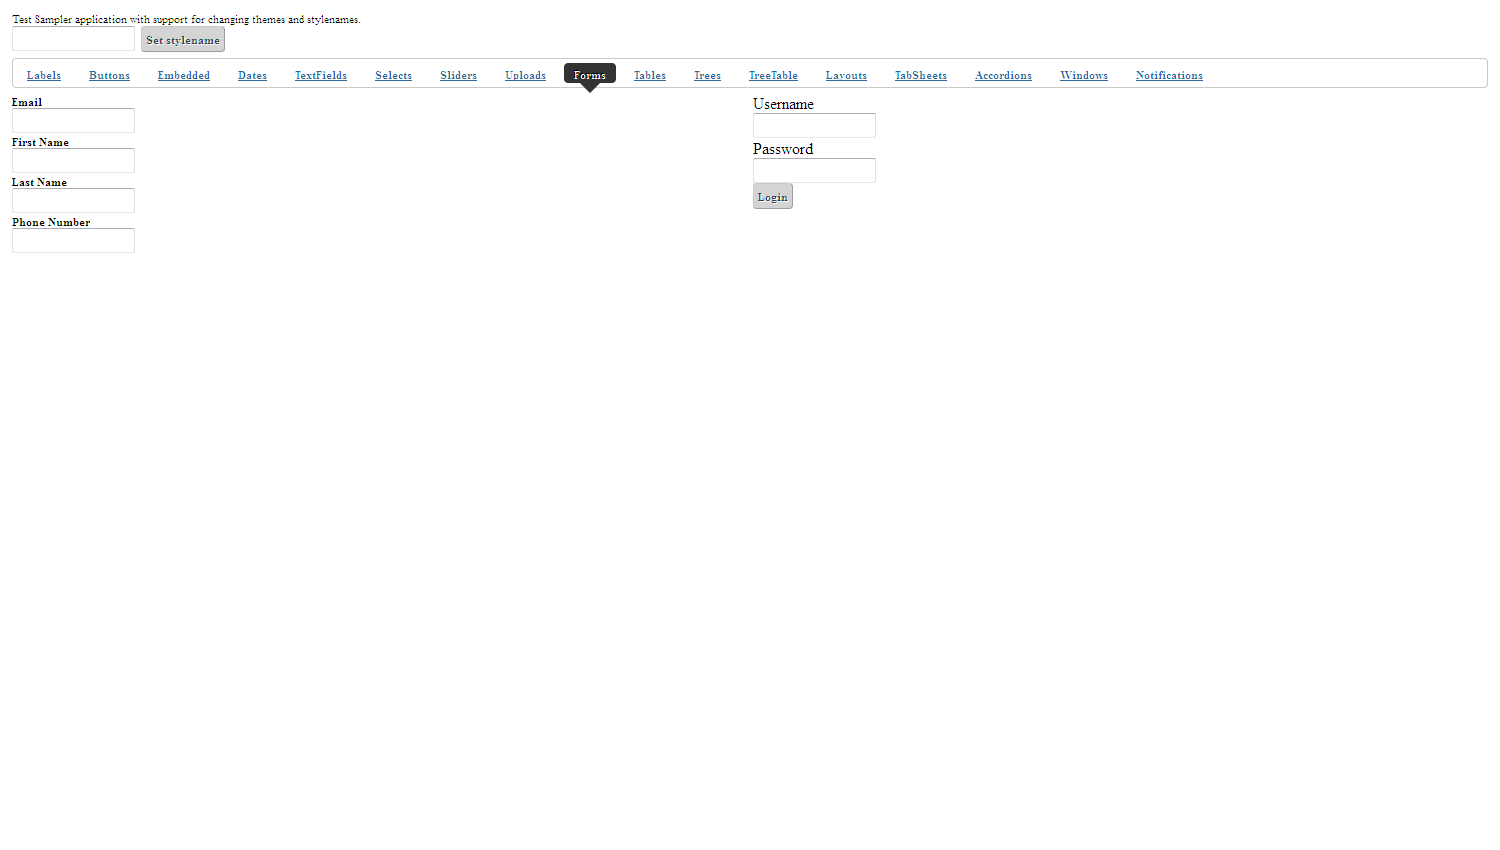 Test Sampler application with support for changing themes and stylenames.
Set stylename
Labels Buttons Embedded Dates TextFields Selects Sliders Uploads Forms Tables Trees TreeTable Layouts TabSheets Accordions Windows Notifications
Email
First Name
Last Name
Phone Number
Username
Password
Login